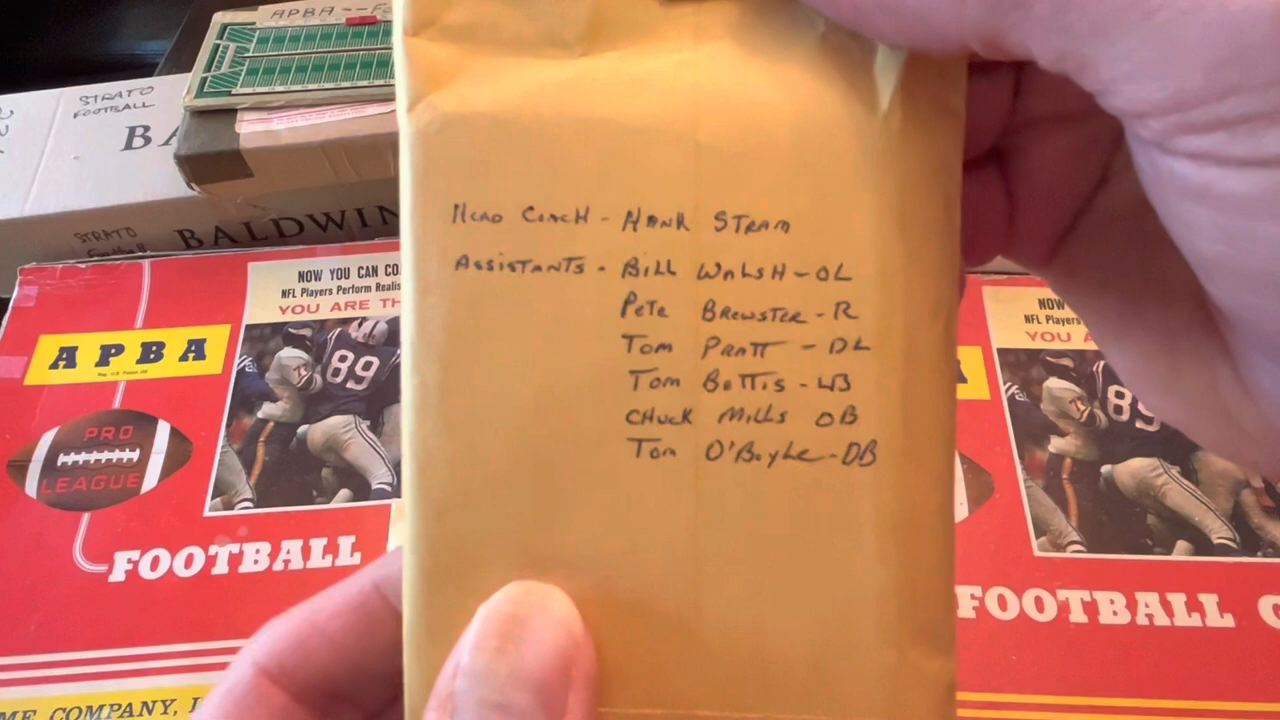 APBA -- F
STRATO
FOOTBALL
BA
STRATO
Football
BALDWIN
Head Coach - Hank Stram
Assistants - Bill Walsh - OL
Pete Brewster - R
Tom Pratt - DL
Tom Bettis - LB
Chuck Mills OB
Tom O'Boyle - DB
NOW YOU CAN CO
NFL Players Perform Realis
YOU ARE TH
APBA
PRO
LEAGUE
89
FOOTBALL
ME COMPANY, I
NOW
NFL Players
YOU A
89
FOOTBALL C